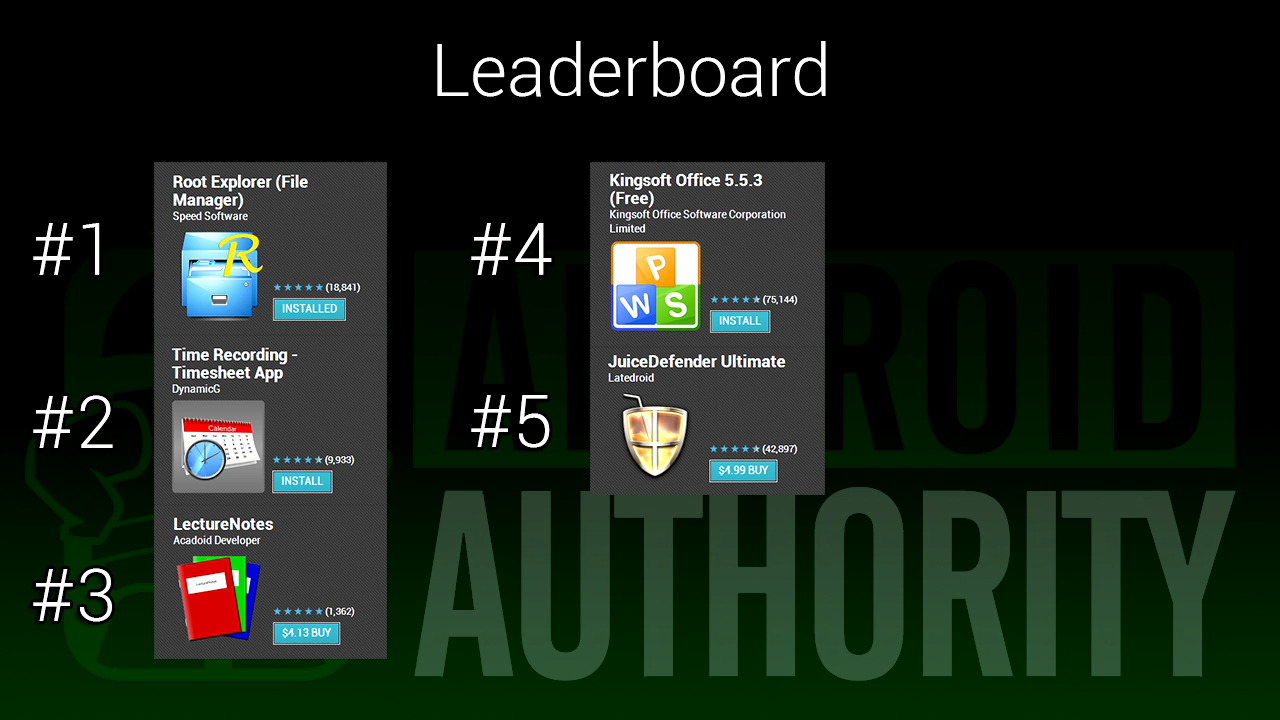 Leaderboard
#1
Root Explorer (File
Manager)
Speed Software
R
(18,841)
INSTALLED
#2
Time Recording -
Timesheet App
DynamicG
Calendar
(9,933)
INSTALL
#3
LectureNotes
Acadoid Developer
(1,362)
$4.13 BUY
#4
Kingsoft Office 5.5.3
(Free)
Kingsoft Office Software Corporation
Limited
P
W S
(75,144)
INSTALL
#5
JuiceDefender Ultimate
Latedroid
(42,897)
$4.99 BUY
ANDROID
AUTHORITY